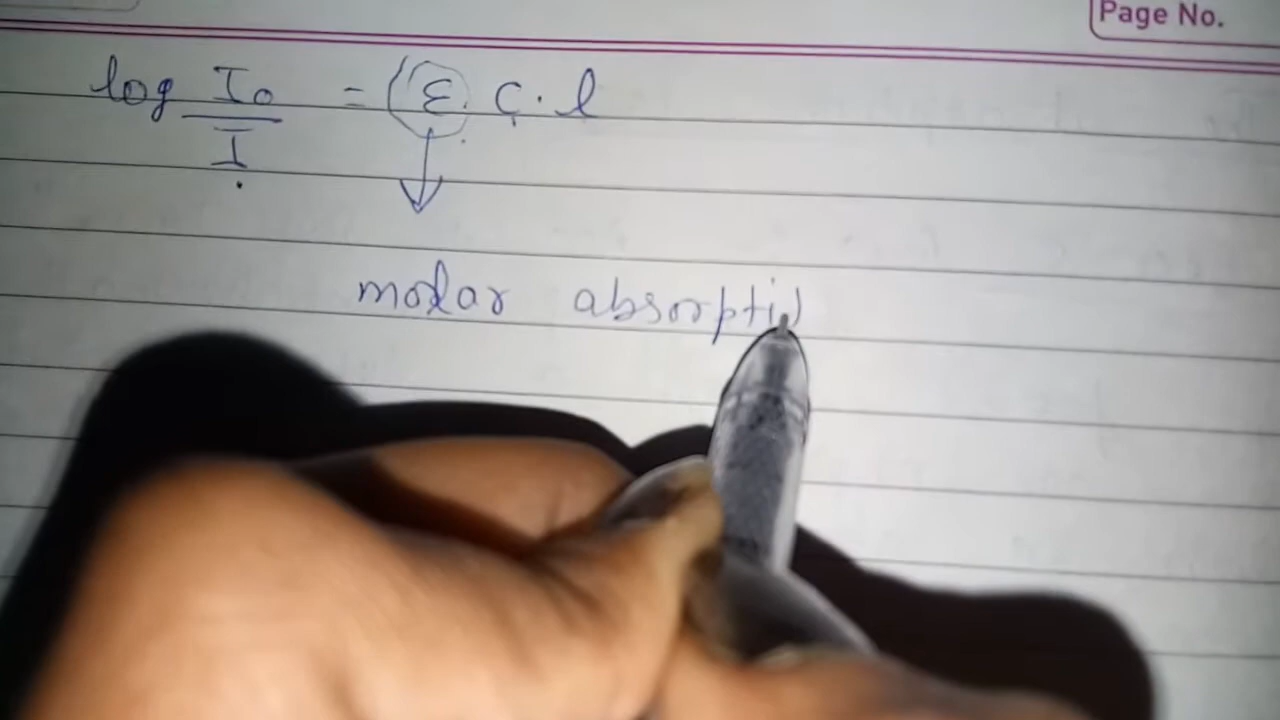 Page No.
log I₀/I = (ε. c. l
molar absorpti